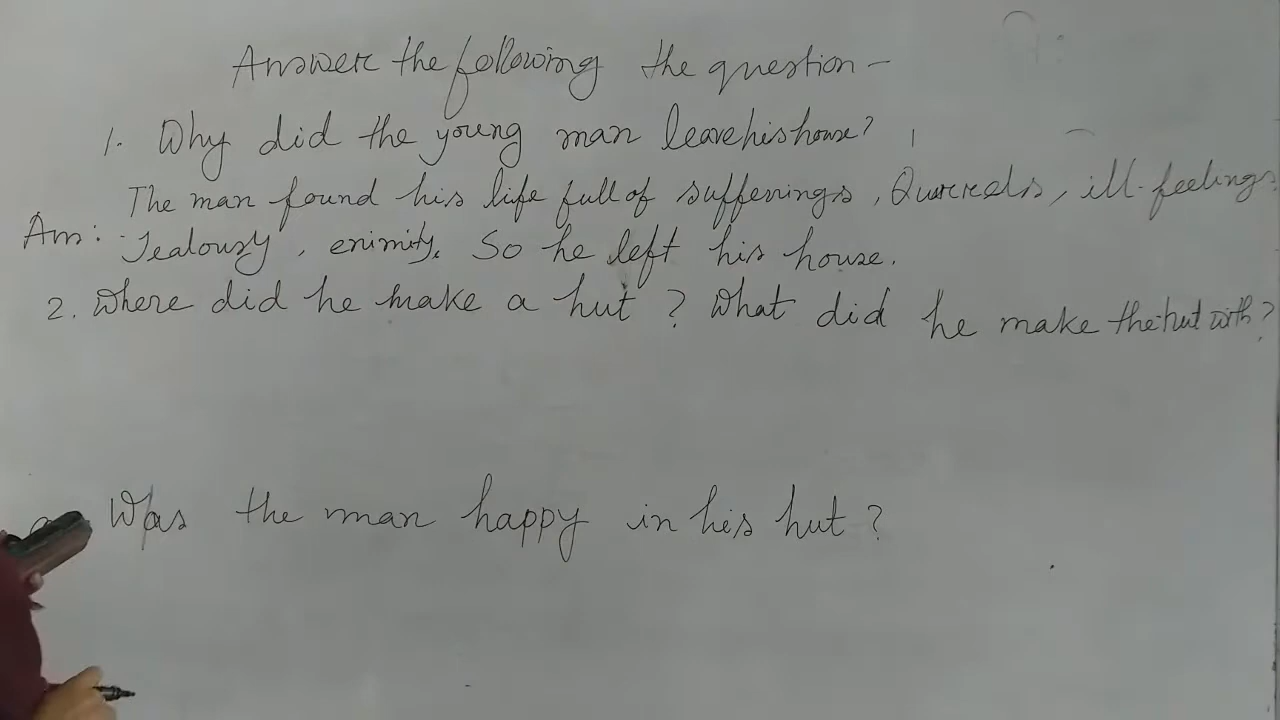 Answer the following the question –
1. Why did the young man leave his house?
The man found his life full of sufferings, Quarrels, ill-feelings
Ans: Jealousy, enimity. So he left his house.
2. Where did he make a hut? What did he make the hut with?
Was the man happy in his hut?